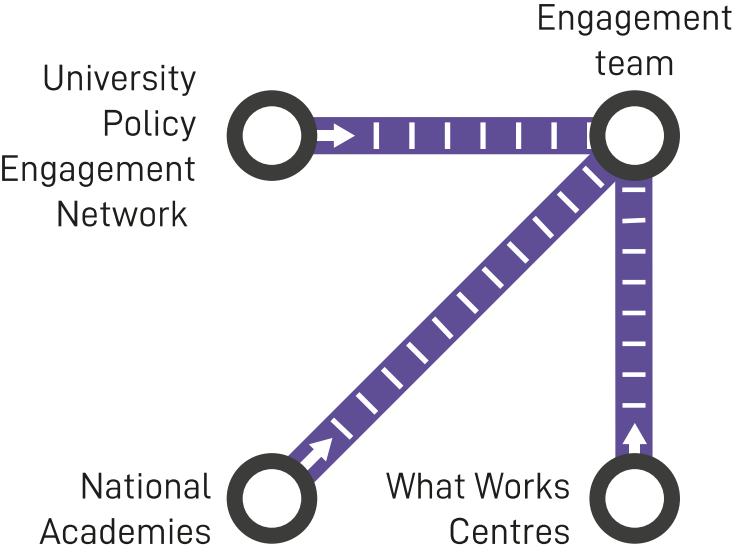 Engagement
team
University
Policy
Engagement
Network
National
Academies
What Works
Centres